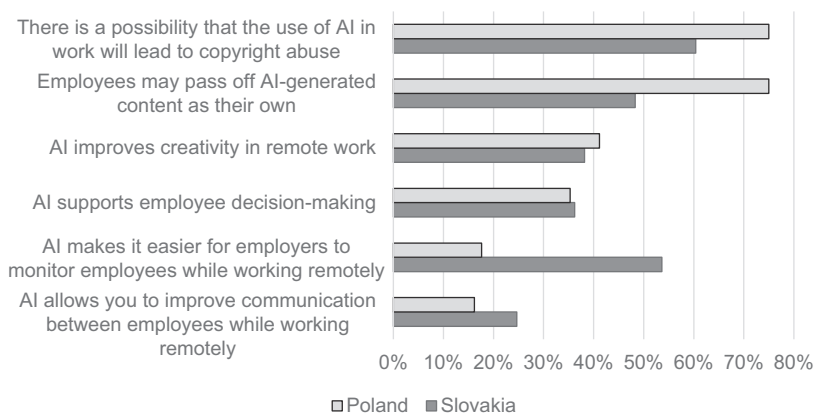 There is a possibility that the use of AI in
work will lead to copyright abuse
Employees may pass off AI-generated
content as their own
AI improves creativity in remote work
AI supports employee decision-making
AI makes it easier for employers to
monitor employees while working remotely
AI allows you to improve communication
between employees while working
remotely
0% 10% 20% 30% 40% 50% 60% 70% 80%
Poland Slovakia